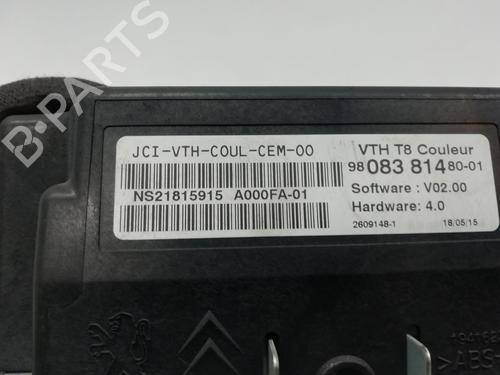 JCI-VTH-COUL-CEM-00
VTH T8 Couleur
98 083 814 80-01
NS21815915 A000FA-01
Software : V02.00
Hardware: 4.0
2609148-1 18/05/15
>ABS